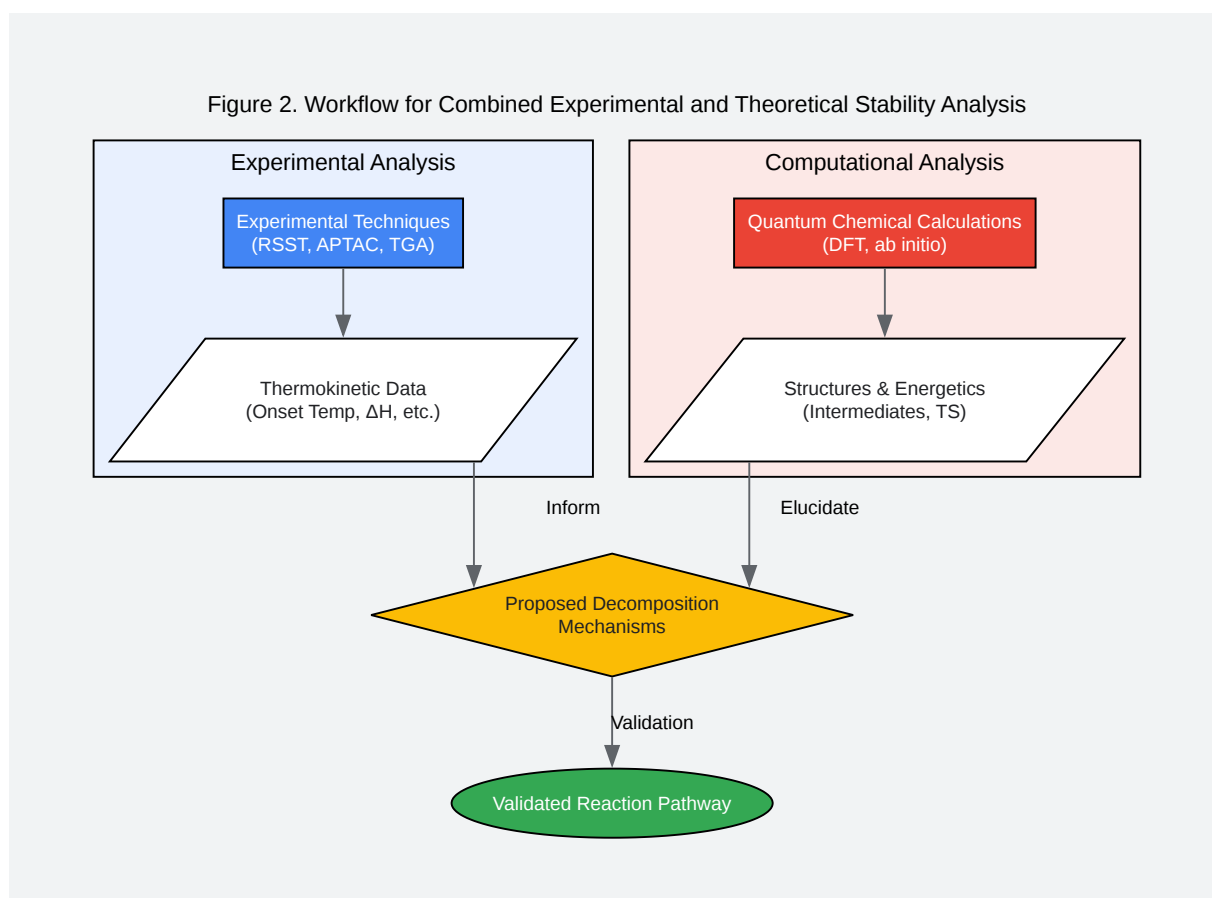 Figure 2. Workflow for Combined Experimental and Theoretical Stability Analysis
Experimental Analysis
Experimental Techniques
(RSST, APTAC, TGA)
Thermokinetic Data
(Onset Temp, ΔH, etc.)
Computational Analysis
Quantum Chemical Calculations
(DFT, ab initio)
Structures & Energetics
(Intermediates, TS)
Inform
Elucidate
Proposed Decomposition
Mechanisms
Validation
Validated Reaction Pathway